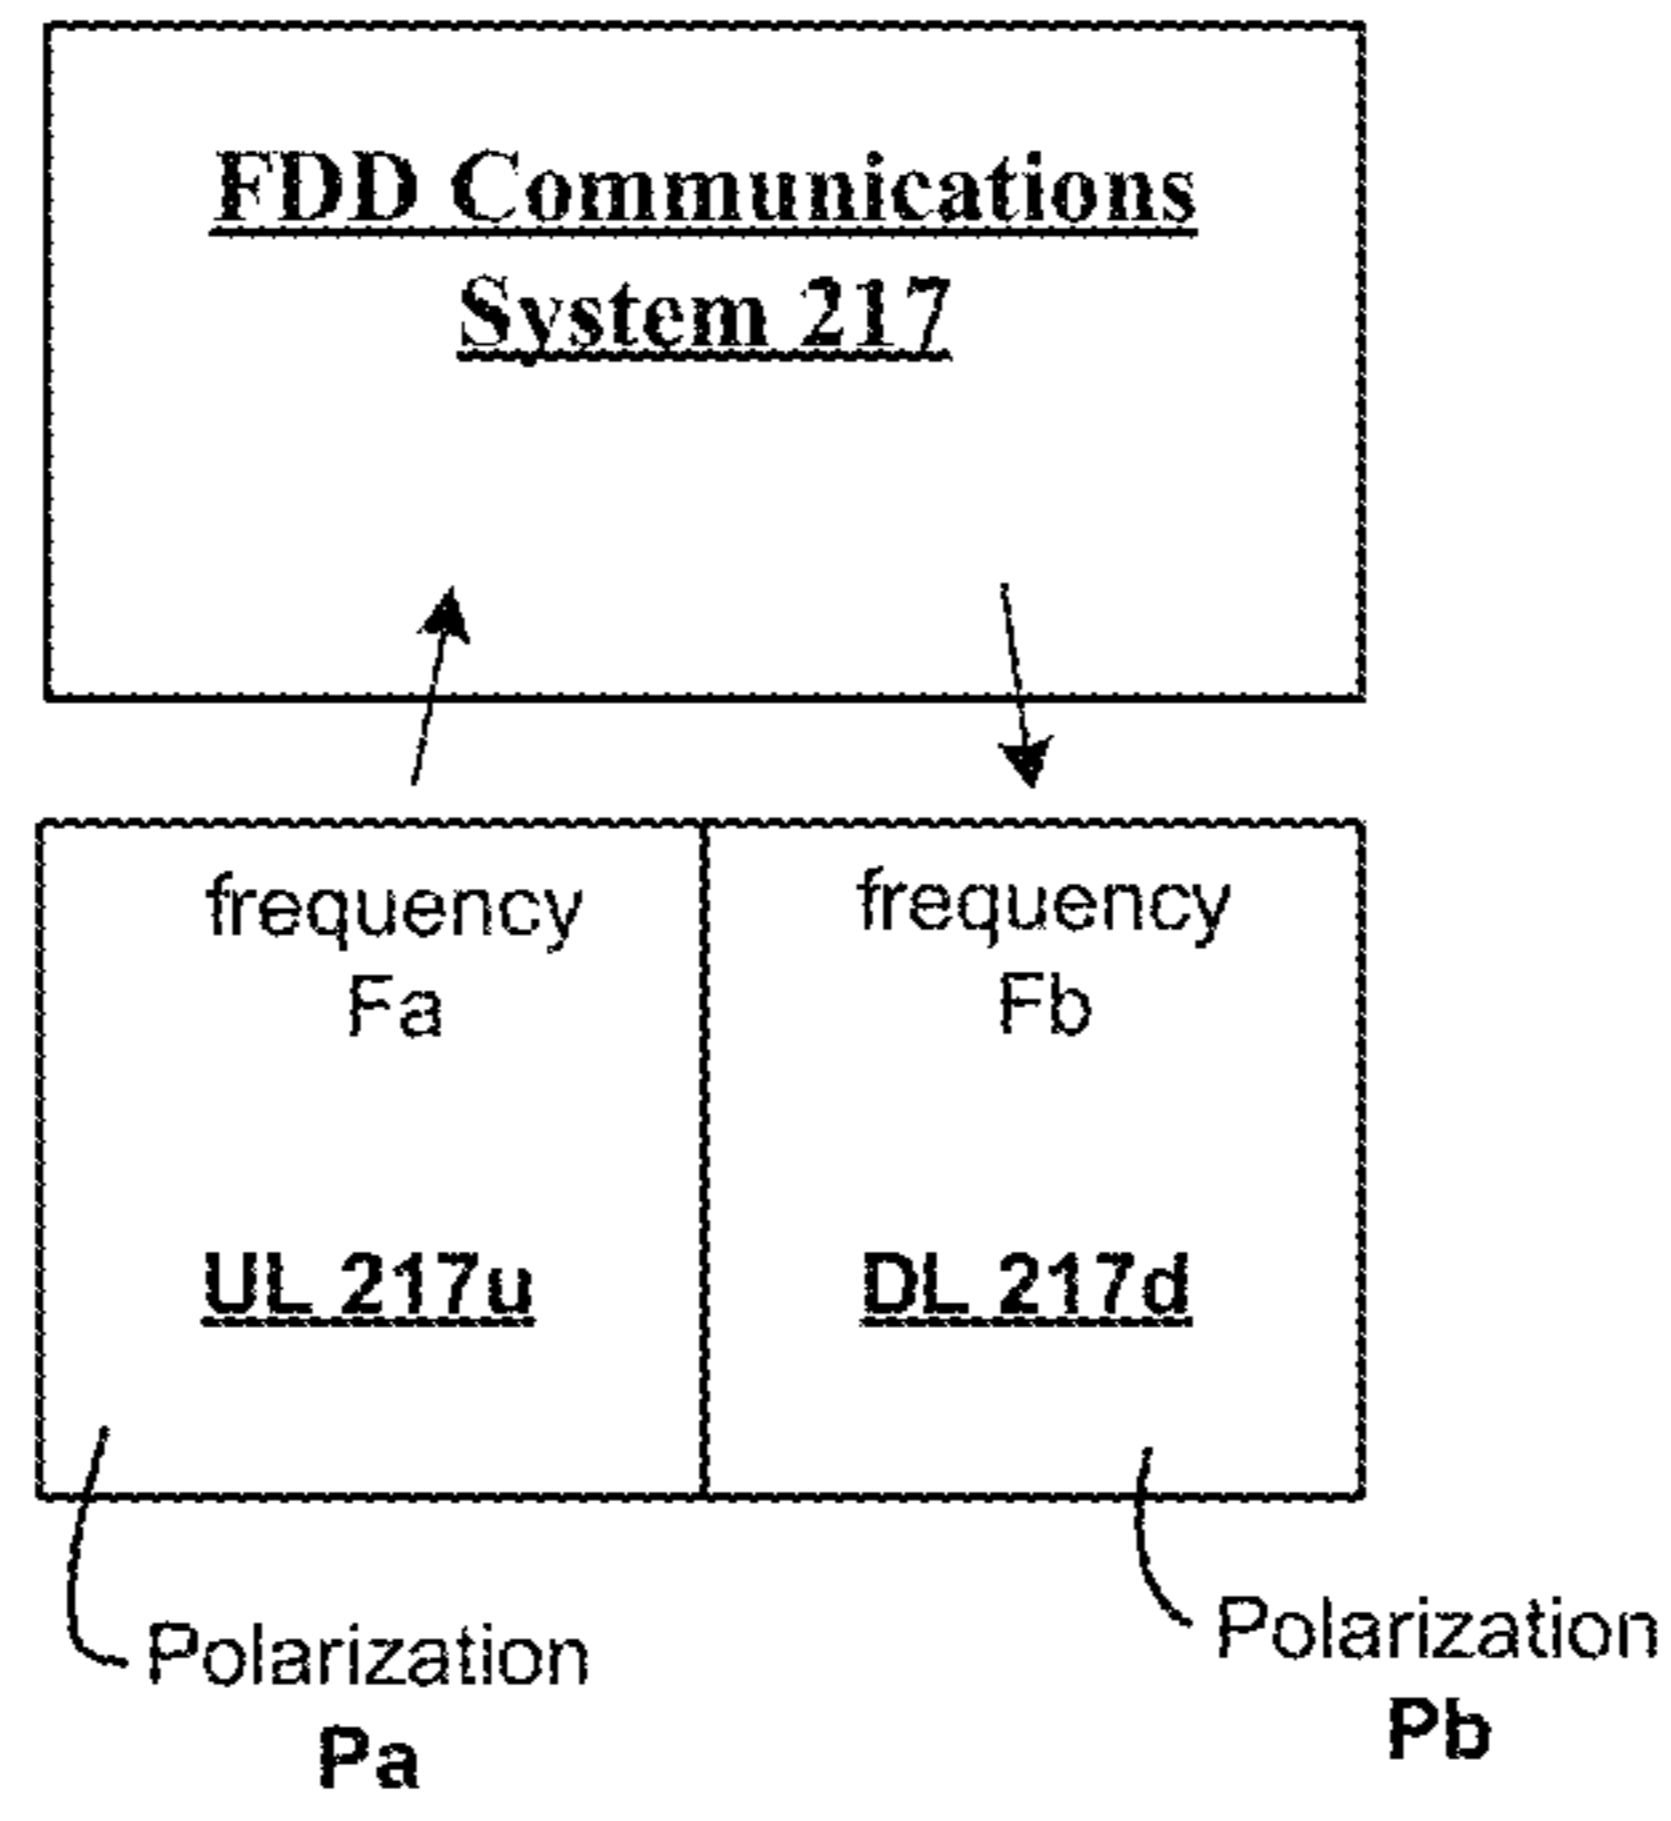 FDD Communications
System 217
frequency
Fa
frequency
Fb
UL 217u
DL 217d
Polarization
Pa
Polarization
Pb